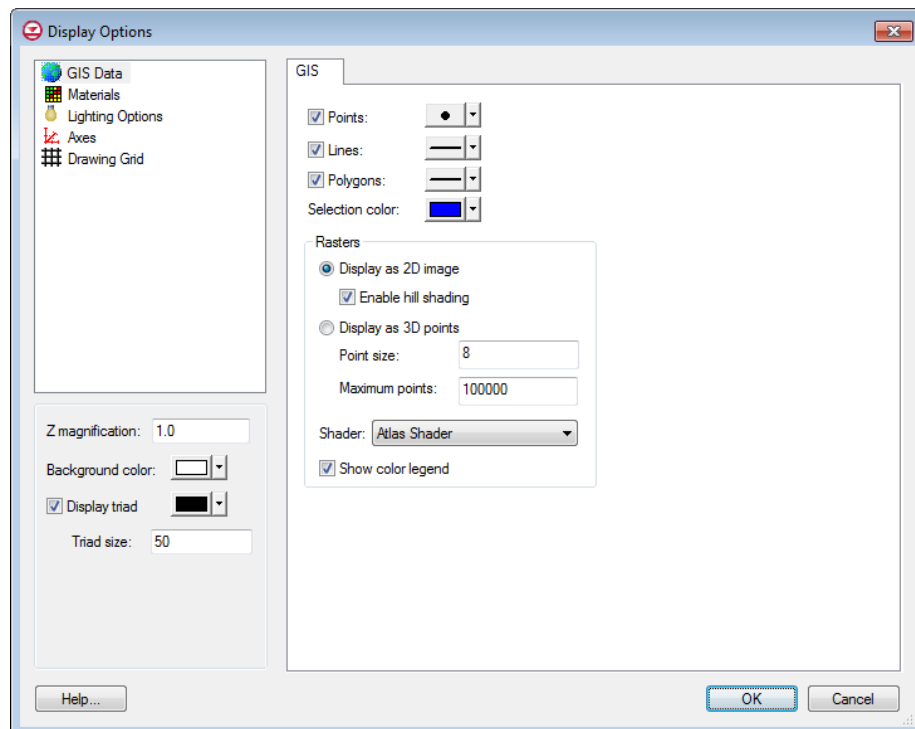 Display Options
GIS Data
Materials
Lighting Options
Axes
Drawing Grid
Z magnification: 1.0
Background color:
Display triad
Triad size: 50
GIS
Points:
Lines:
Polygons:
Selection color:
Rasters
Display as 2D image
Enable hill shading
Display as 3D points
Point size: 8
Maximum points: 100000
Shader: Atlas Shader
Show color legend
Help...
OK Cancel